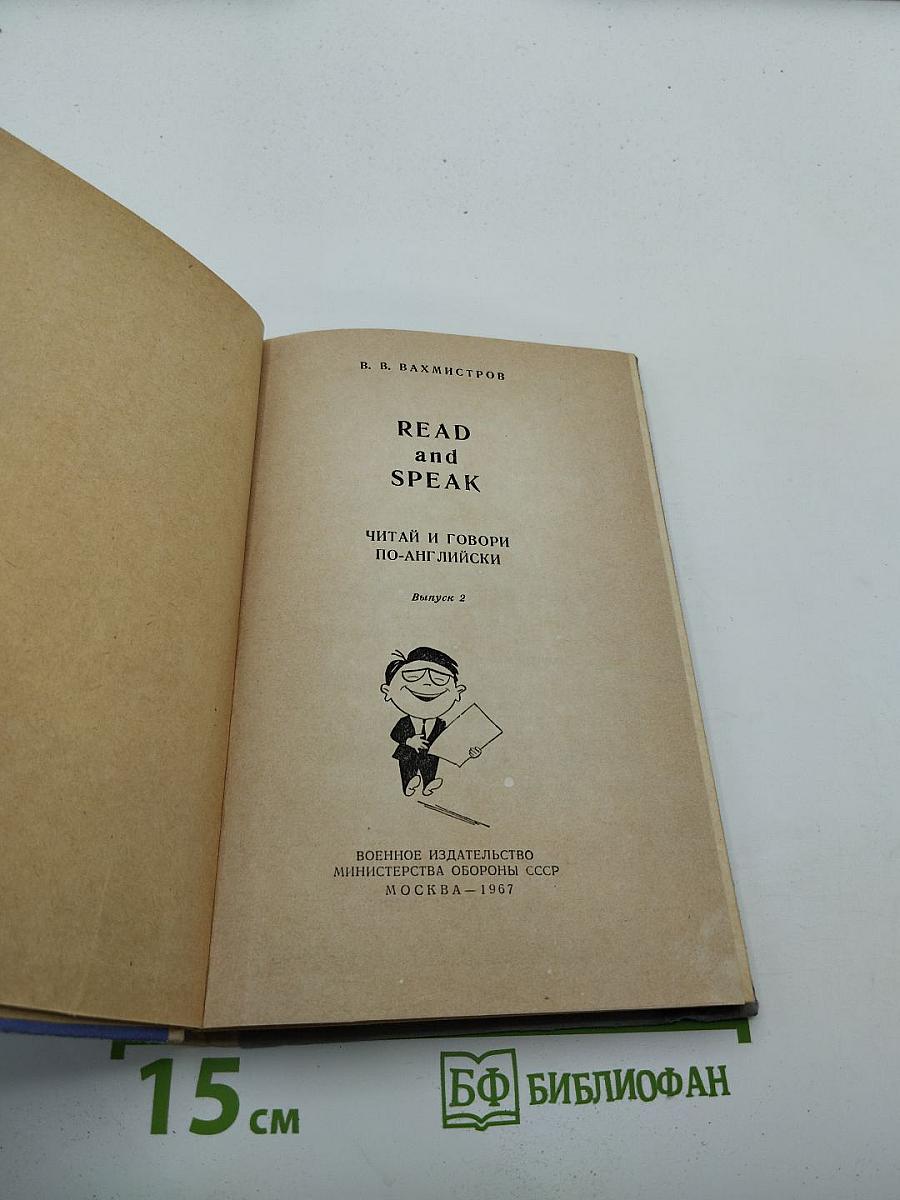 В. В. ВАХМИСТРОВ
READ
and
SPEAK
ЧИТАЙ И ГОВОРИ
ПО-АНГЛИЙСКИ
Выпуск 2
ВОЕННОЕ ИЗДАТЕЛЬСТВО
МИНИСТЕРСТВА ОБОРОНЫ СССР
МОСКВА — 1967
15 см
БФ БИБЛИОФАН